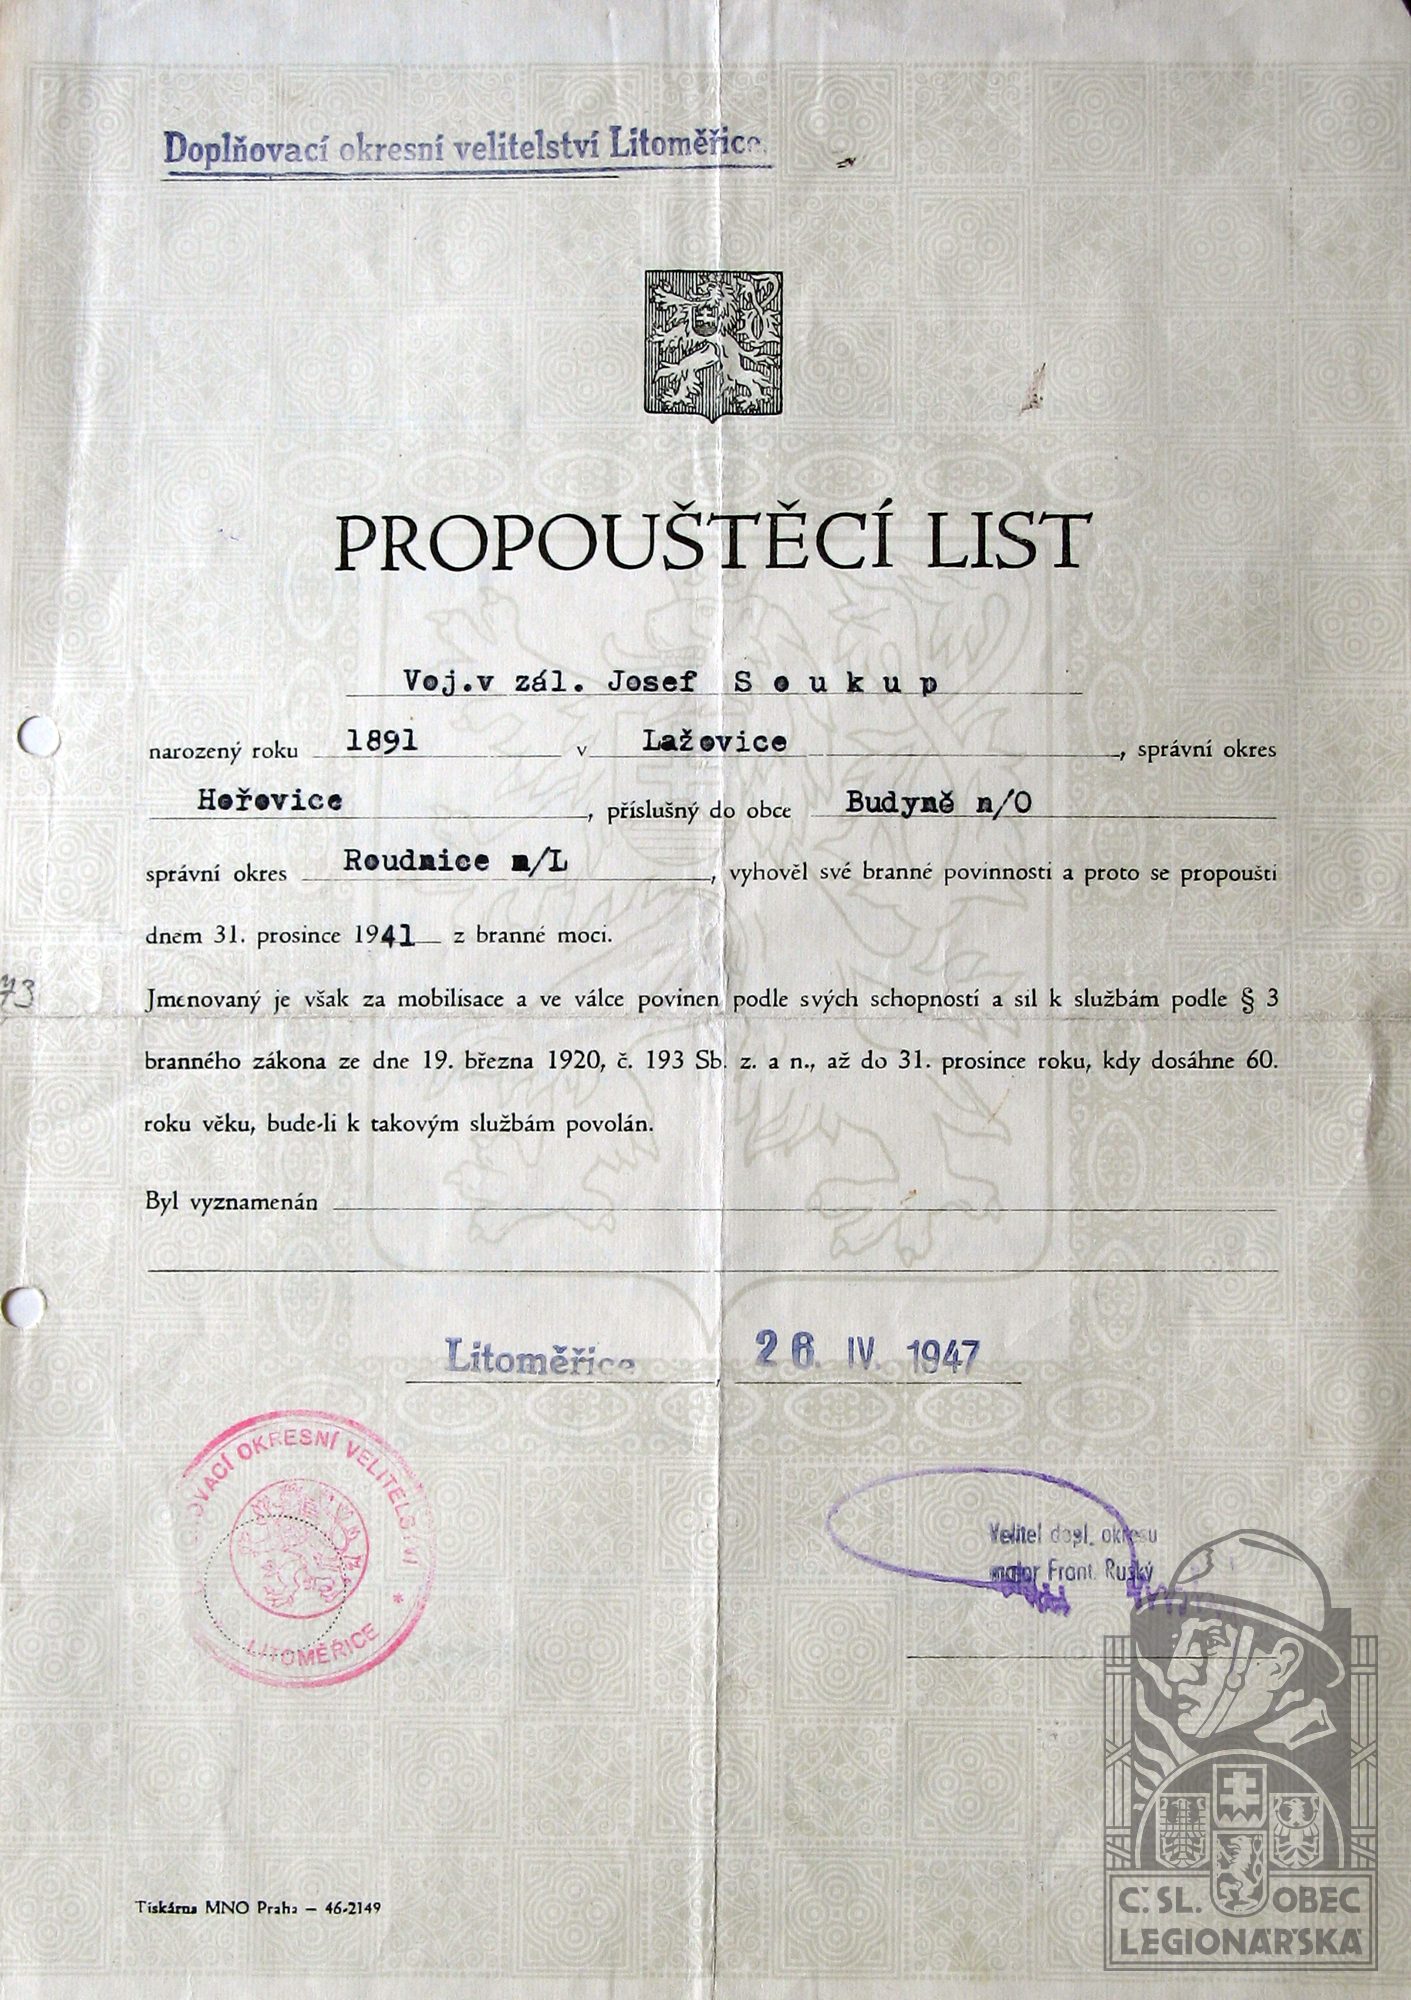 Doplňovací okresní velitelství Litoměřice.
PROPOUŠTĚCÍ LIST
Voj.v zál. Josef Soukup
narozený roku 1891 v Lažovice, správní okres
Hořovice, příslušný do obce Budyně n/O
správní okres Roudnice n/L, vyhověl své branné povinnosti a proto se propouští
dnem 31. prosince 1941 z branné moci.
73
Jmenovaný je však za mobilisace a ve válce povinen podle svých schopností a sil k službám podle § 3
branného zákona ze dne 19. března 1920, č. 193 Sb. z. a n., až do 31. prosince roku, kdy dosáhne 60.
roku věku, bude-li k takovým službám povolán.
Byl vyznamenán
Litoměřice, 26. IV. 1947
OKRESNÍ VELITELSTVÍ
LITOMĚŘICE *
Velitel dopl. okresu
major Frant. Ruský
Tiskárna MNO Praha — 46-2149
Č.SL. OBEC
LEGIONÁŘSKÁ